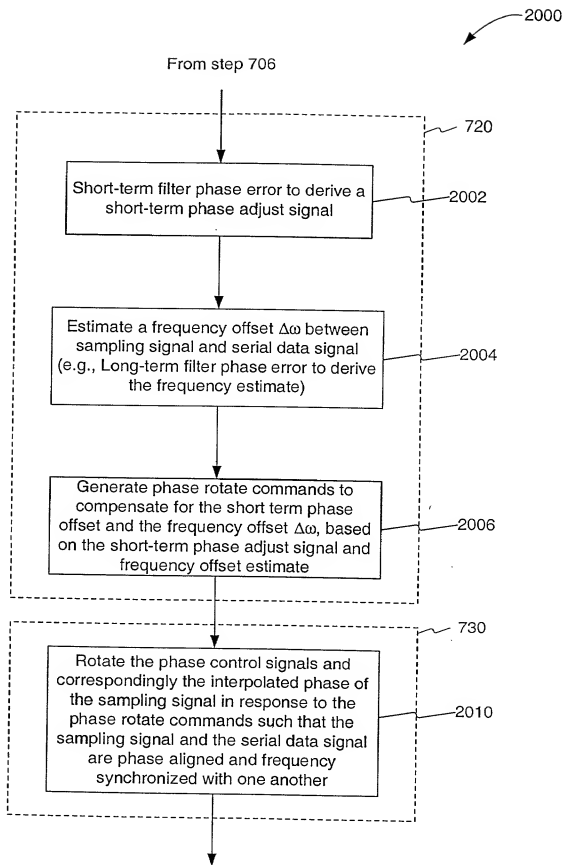 2000
From step 706
720
Short-term filter phase error to derive a
short-term phase adjust signal
2002
Estimate a frequency offset Δω between
sampling signal and serial data signal
(e.g., Long-term filter phase error to derive
the frequency estimate)
2004
Generate phase rotate commands to
compensate for the short term phase
offset and the frequency offset Δω, based
on the short-term phase adjust signal and
frequency offset estimate
2006
730
Rotate the phase control signals and
correspondingly the interpolated phase of
the sampling signal in response to the
phase rotate commands such that the
sampling signal and the serial data signal
are phase aligned and frequency
synchronized with one another
2010